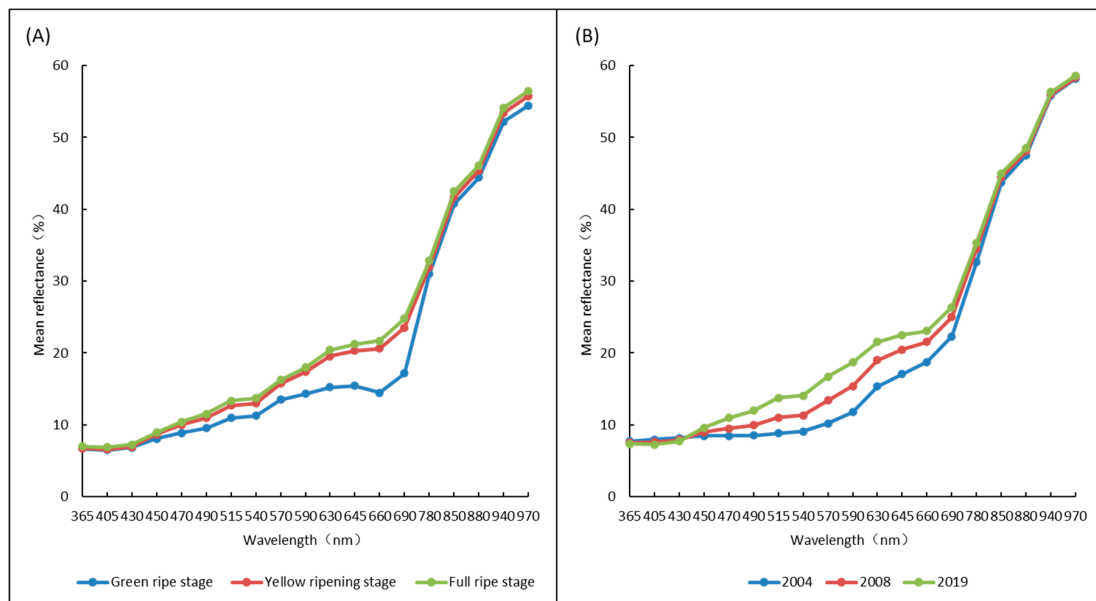 (A)
60
50
40
30
20
10
0
Mean reflectance（%）
365 405 430 450 470 490 515 540 570 590 630 645 660 690 780 850 880 940 970
Wavelength（nm）
Green ripe stage Yellow ripening stage Full ripe stage
(B)
60
50
40
30
20
10
0
Mean reflectance（%）
365 405 430 450 470 490 515 540 570 590 630 645 660 690 780 850 880 940 970
Wavelength（nm）
2004 2008 2019